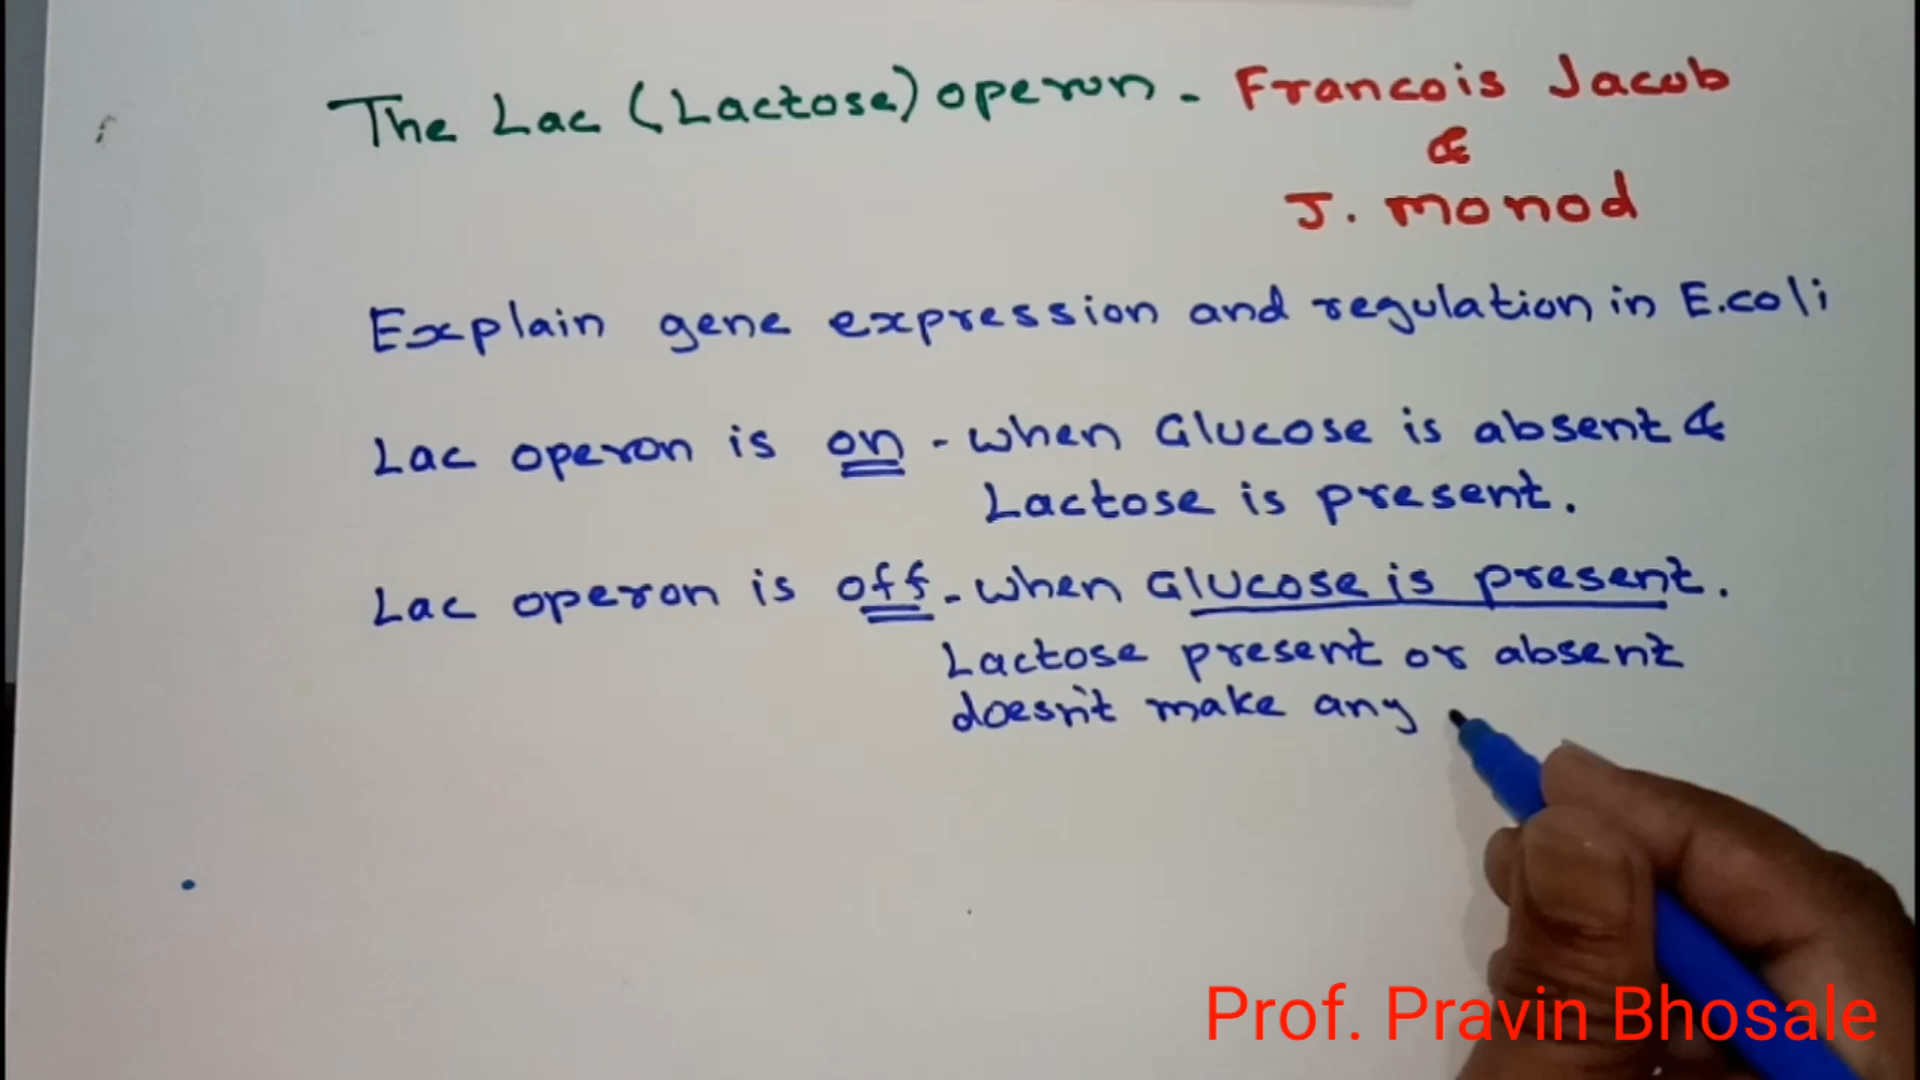 The Lac (Lactose) operon - Francois Jacob
&
J. Monod
Explain gene expression and regulation in E.coli
Lac operon is on - when Glucose is absent &
Lactose is present.
Lac operon is off - when Glucose is present.
Lactose present or absent
doesn't make any
Prof. Pravin Bhosale